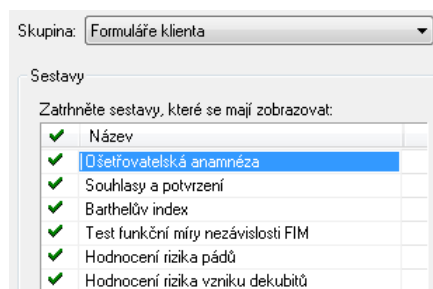 Skupina: Formuláře klienta
Sestavy
Zatrhněte sestavy, které se mají zobrazovat:
Název
Ošetřovatelská anamnéza
Souhlasy a potvrzení
Barthelův index
Test funkční míry nezávislosti FIM
Hodnocení rizika pádů
Hodnocení rizika vzniku dekubitů